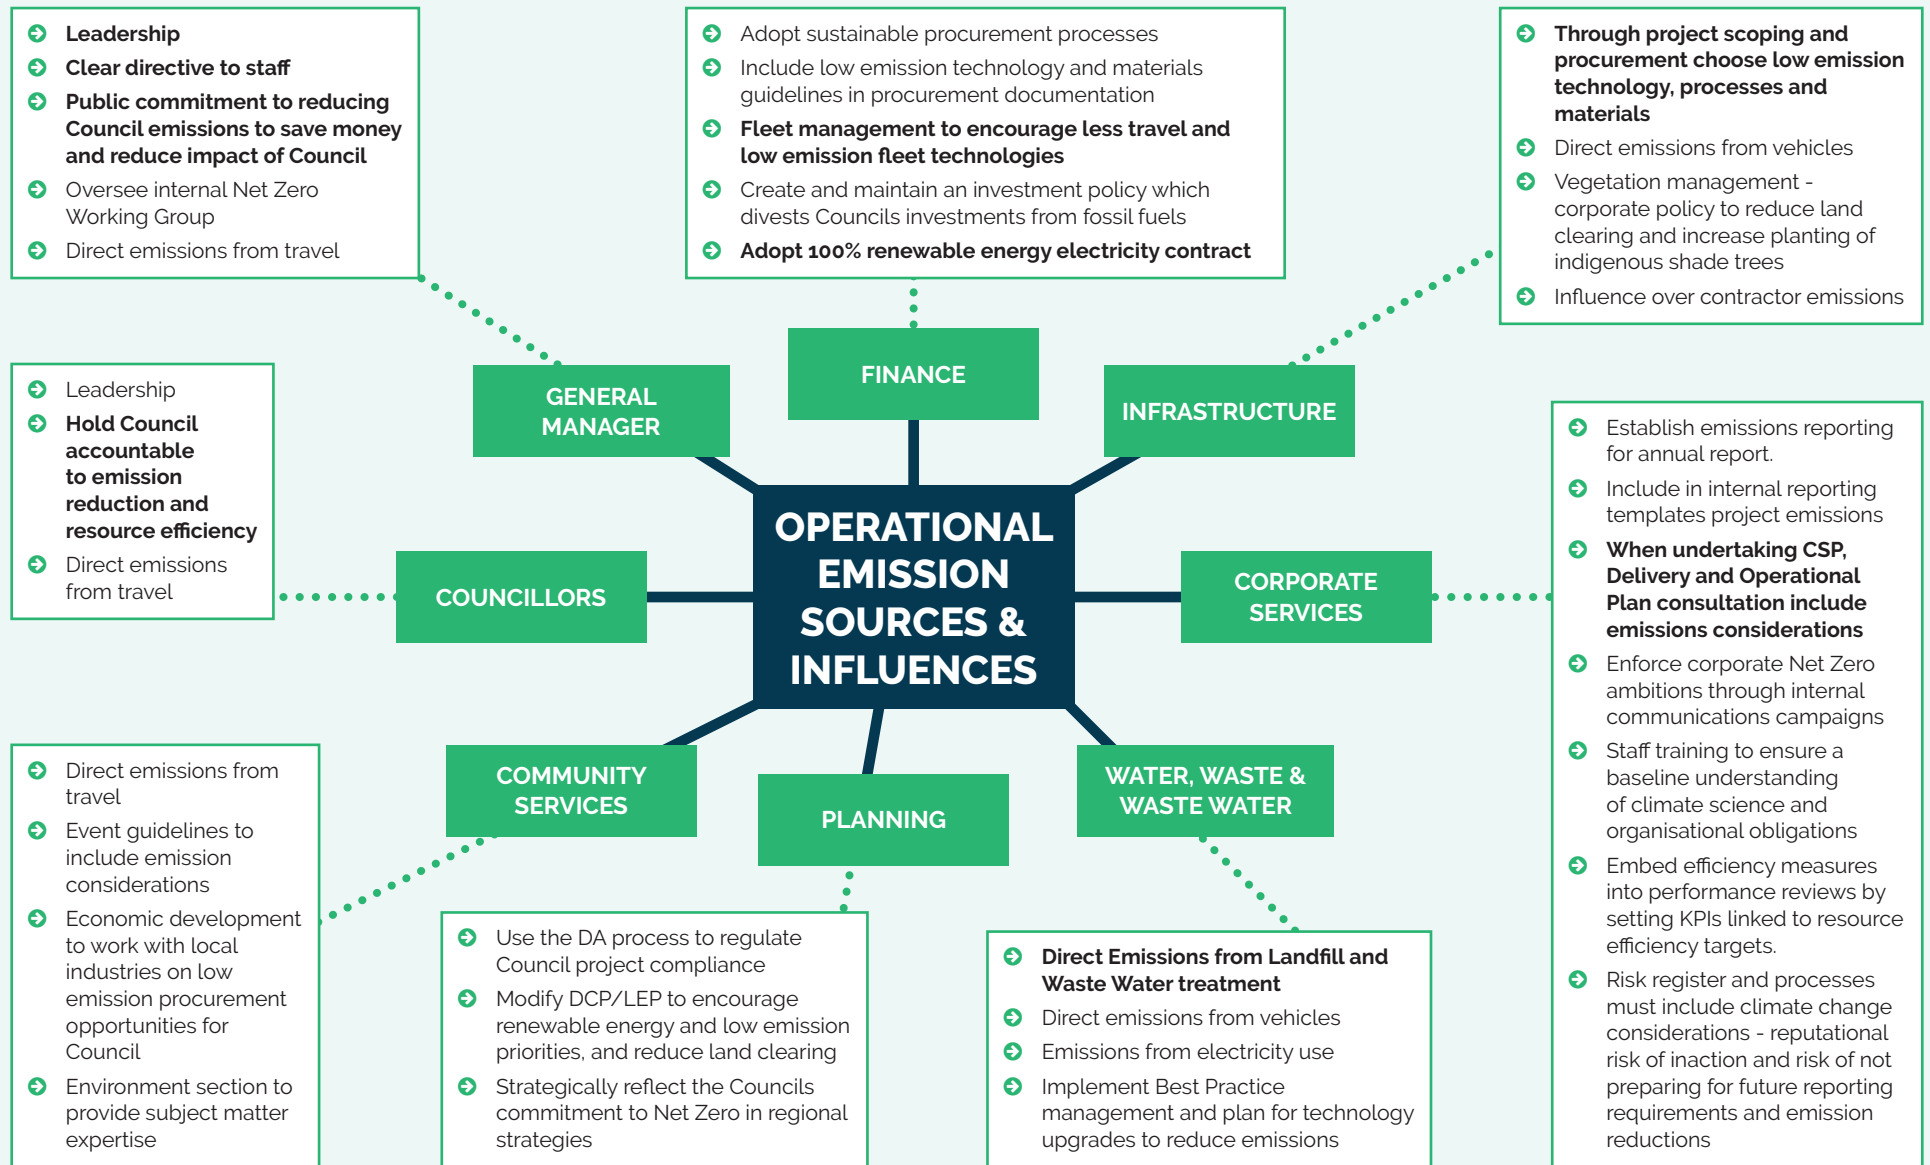 Leadership
Clear directive to staff
Public commitment to reducing
Council emissions to save money
and reduce impact of Council
Oversee internal Net Zero
Working Group
Direct emissions from travel
Adopt sustainable procurement processes
Include low emission technology and materials
guidelines in procurement documentation
Fleet management to encourage less travel and
low emission fleet technologies
Create and maintain an investment policy which
divests Councils investments from fossil fuels
Adopt 100% renewable energy electricity contract
Through project scoping and
procurement choose low emission
technology, processes and
materials
Direct emissions from vehicles
Vegetation management -
corporate policy to reduce land
clearing and increase planting of
indigenous shade trees
Influence over contractor emissions
GENERAL
MANAGER
FINANCE
INFRASTRUCTURE
Leadership
Hold Council
accountable
to emission
reduction and
resource efficiency
Direct emissions
from travel
COUNCILLORS
OPERATIONAL
EMISSION
SOURCES &
INFLUENCES
CORPORATE
SERVICES
Establish emissions reporting
for annual report.
Include in internal reporting
templates project emissions
When undertaking CSP,
Delivery and Operational
Plan consultation include
emissions considerations
Enforce corporate Net Zero
ambitions through internal
communications campaigns
Staff training to ensure a
baseline understanding
of climate science and
organisational obligations
Embed efficiency measures
into performance reviews by
setting KPIs linked to resource
efficiency targets.
Risk register and processes
must include climate change
considerations - reputational
risk of inaction and risk of not
preparing for future reporting
requirements and emission
reductions
COMMUNITY
SERVICES
PLANNING
WATER, WASTE &
WASTE WATER
Direct emissions from
travel
Event guidelines to
include emission
considerations
Economic development
to work with local
industries on low
emission procurement
opportunities for
Council
Environment section to
provide subject matter
expertise
Use the DA process to regulate
Council project compliance
Modify DCP/LEP to encourage
renewable energy and low emission
priorities, and reduce land clearing
Strategically reflect the Councils
commitment to Net Zero in regional
strategies
Direct Emissions from Landfill and
Waste Water treatment
Direct emissions from vehicles
Emissions from electricity use
Implement Best Practice
management and plan for technology
upgrades to reduce emissions